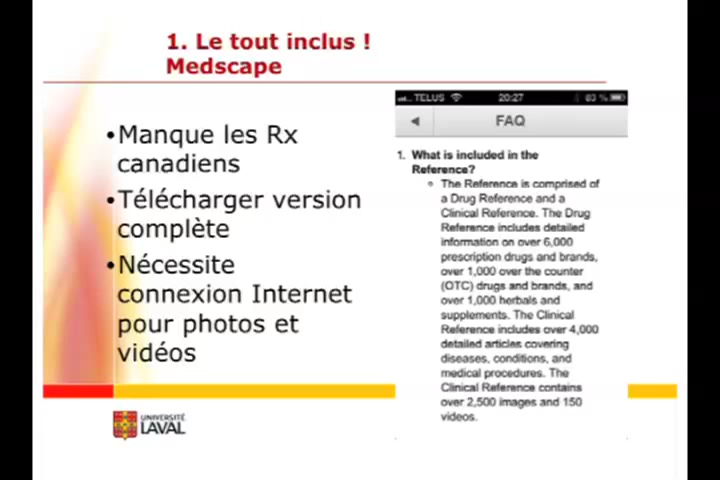 1. Le tout inclus !
Medscape
•Manque les Rx
canadiens
•Télécharger version
complète
•Nécessite
connexion Internet
pour photos et
vidéos
TELUS 20:27 83 %
FAQ
1. What is included in the
Reference?
The Reference is comprised of
a Drug Reference and a
Clinical Reference. The Drug
Reference includes detailed
information on over 6,000
prescription drugs and brands,
over 1,000 over the counter
(OTC) drugs and brands, and
over 1,000 herbals and
supplements. The Clinical
Reference includes over 4,000
detailed articles covering
diseases, conditions, and
medical procedures. The
Clinical Reference contains
over 2,500 images and 150
videos.
UNIVERSITÉ
LAVAL